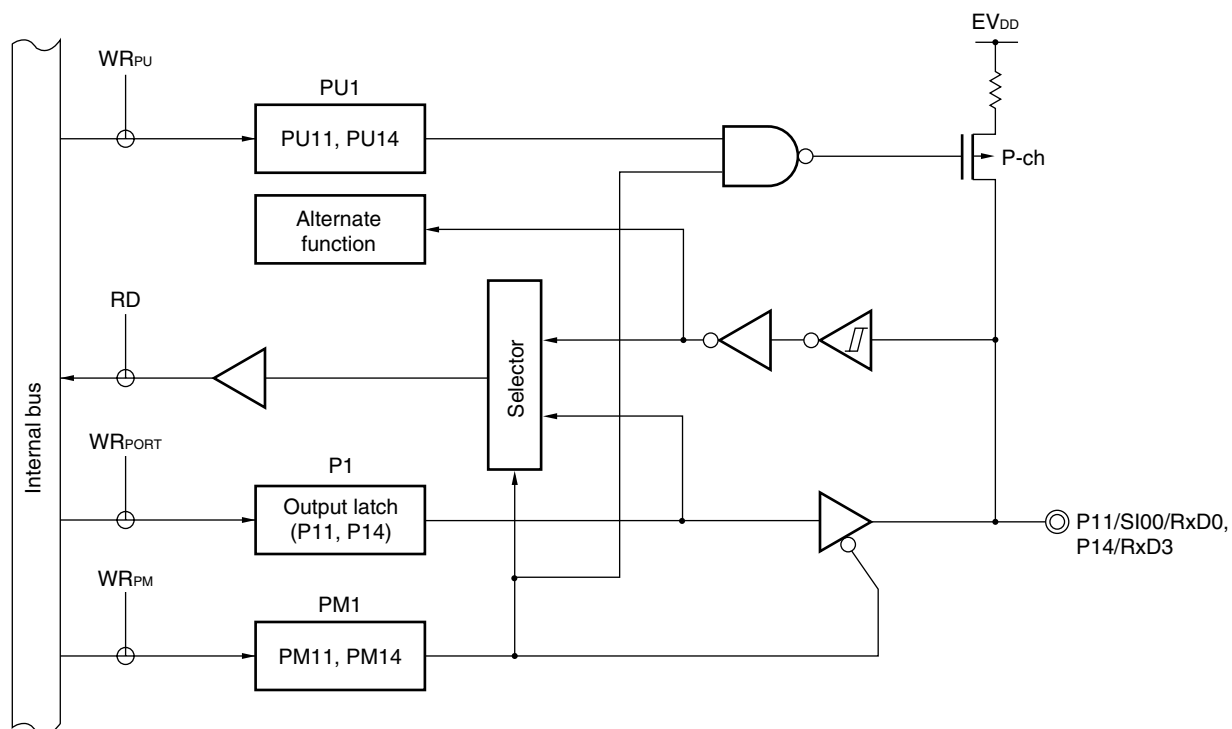 EVDD
WRPU
PU1
PU11, PU14
P-ch
Alternate
function
RD
Selector
Internal bus
WRPORT
P1
Output latch
(P11, P14)
P11/SI00/RxD0,
P14/RxD3
WRPM
PM1
PM11, PM14